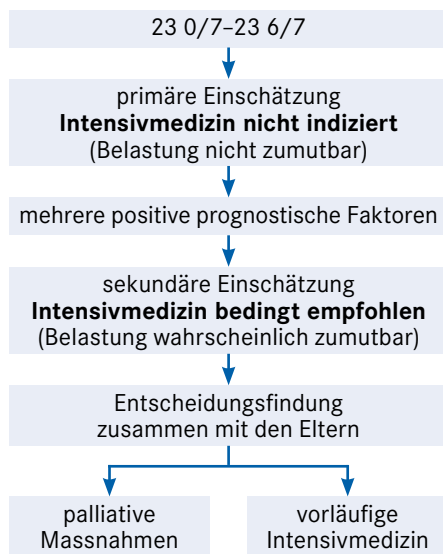 23 0/7–23 6/7
primäre Einschätzung
Intensivmedizin nicht indiziert
(Belastung nicht zumutbar)
mehrere positive prognostische Faktoren
sekundäre Einschätzung
Intensivmedizin bedingt empfohlen
(Belastung wahrscheinlich zumutbar)
Entscheidungsfindung
zusammen mit den Eltern
palliative
Massnahmen
vorläufige
Intensivmedizin